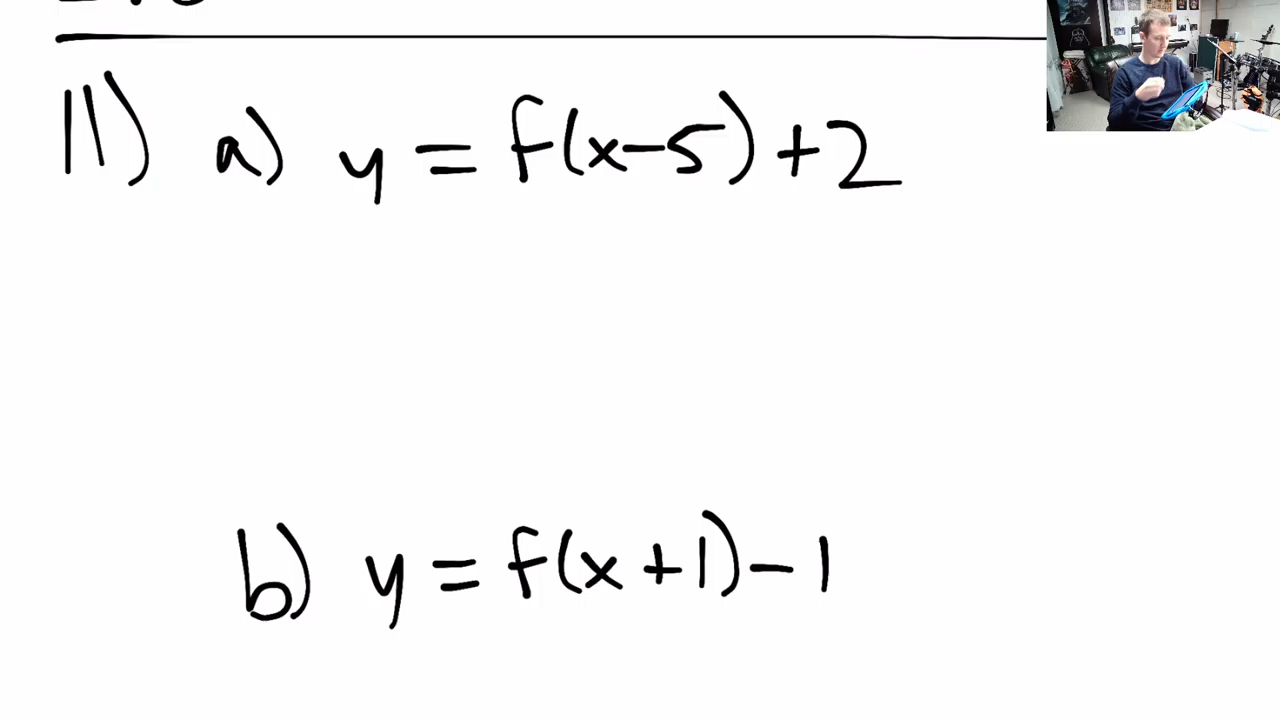 11) a) y = f(x-5)+2
b) y = f(x+1)-1